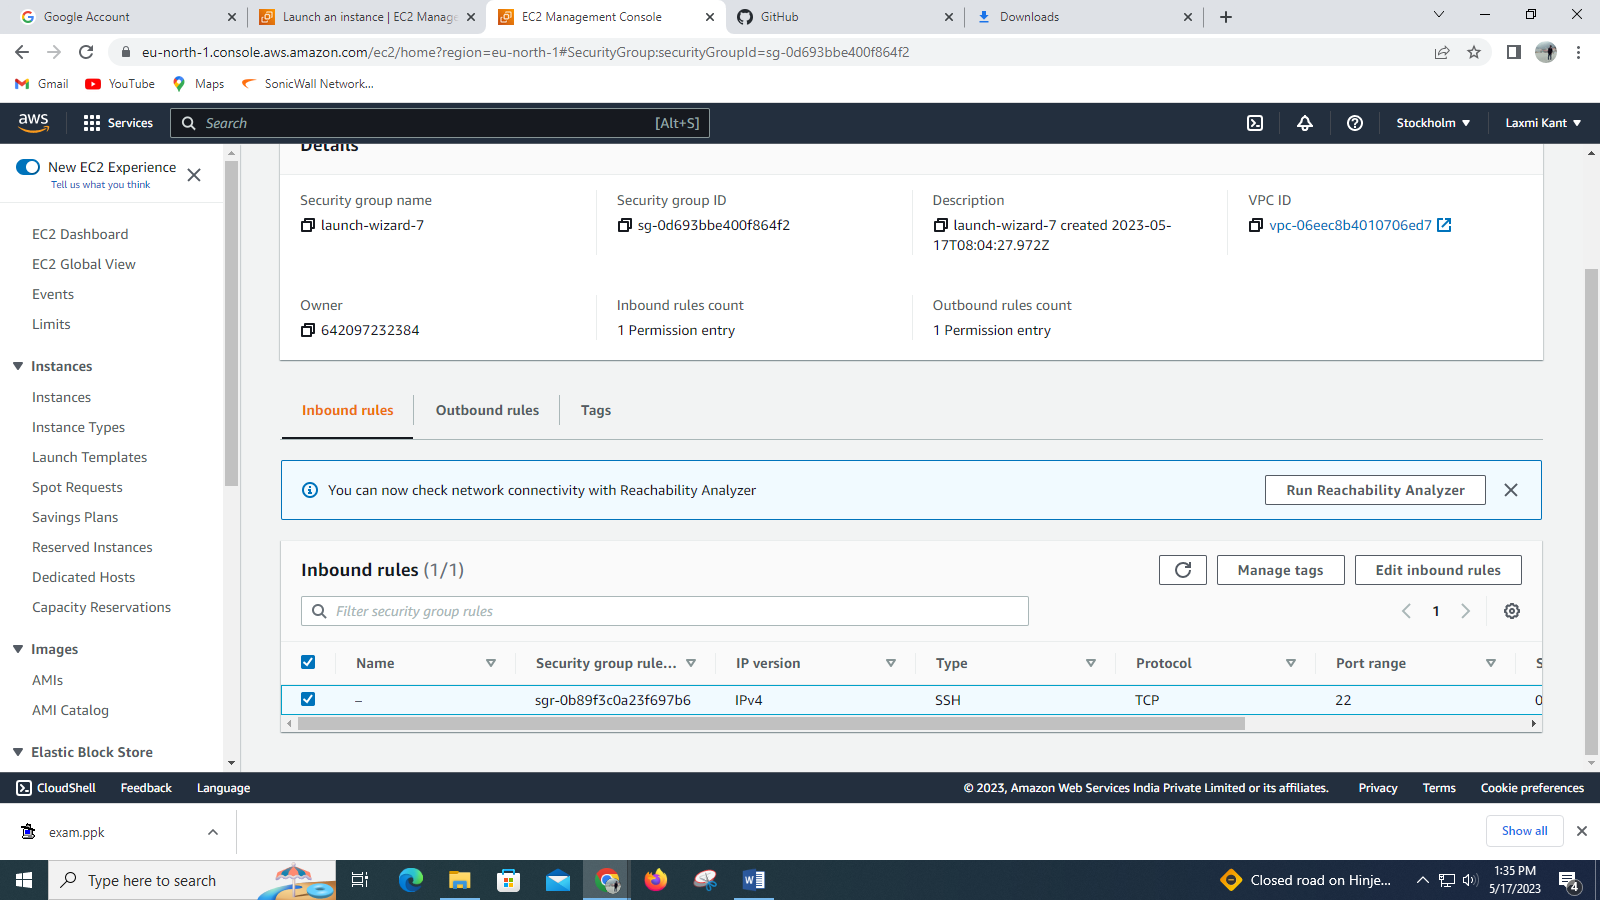 Google Account
Launch an instance | EC2 Manage
EC2 Management Console
GitHub
Downloads
eu-north-1.console.aws.amazon.com/ec2/home?region=eu-north-1#SecurityGroup:securityGroupId=sg-0d693bbe400f864f2
Gmail
YouTube
Maps
SonicWall Network...
aws
Services
Search
[Alt+S]
Stockholm
Laxmi Kant
New EC2 Experience
Tell us what you think
EC2 Dashboard
EC2 Global View
Events
Limits
Instances
Instances
Instance Types
Launch Templates
Spot Requests
Savings Plans
Reserved Instances
Dedicated Hosts
Capacity Reservations
Images
AMIs
AMI Catalog
Elastic Block Store
Details
Security group name
launch-wizard-7
Security group ID
sg-0d693bbe400f864f2
Description
launch-wizard-7 created 2023-05-
17T08:04:27.972Z
VPC ID
vpc-06eec8b4010706ed7
Owner
642097232384
Inbound rules count
1 Permission entry
Outbound rules count
1 Permission entry
Inbound rules
Outbound rules
Tags
You can now check network connectivity with Reachability Analyzer
Run Reachability Analyzer
Inbound rules (1/1)
Manage tags
Edit inbound rules
Filter security group rules
1
Name
Security group rule...
IP version
Type
Protocol
Port range
S
–
sgr-0b89f3c0a23f697b6
IPv4
SSH
TCP
22
0
CloudShell
Feedback
Language
© 2023, Amazon Web Services India Private Limited or its affiliates.
Privacy
Terms
Cookie preferences
exam.ppk
Show all
Type here to search
Closed road on Hinje...
1:35 PM
5/17/2023
4